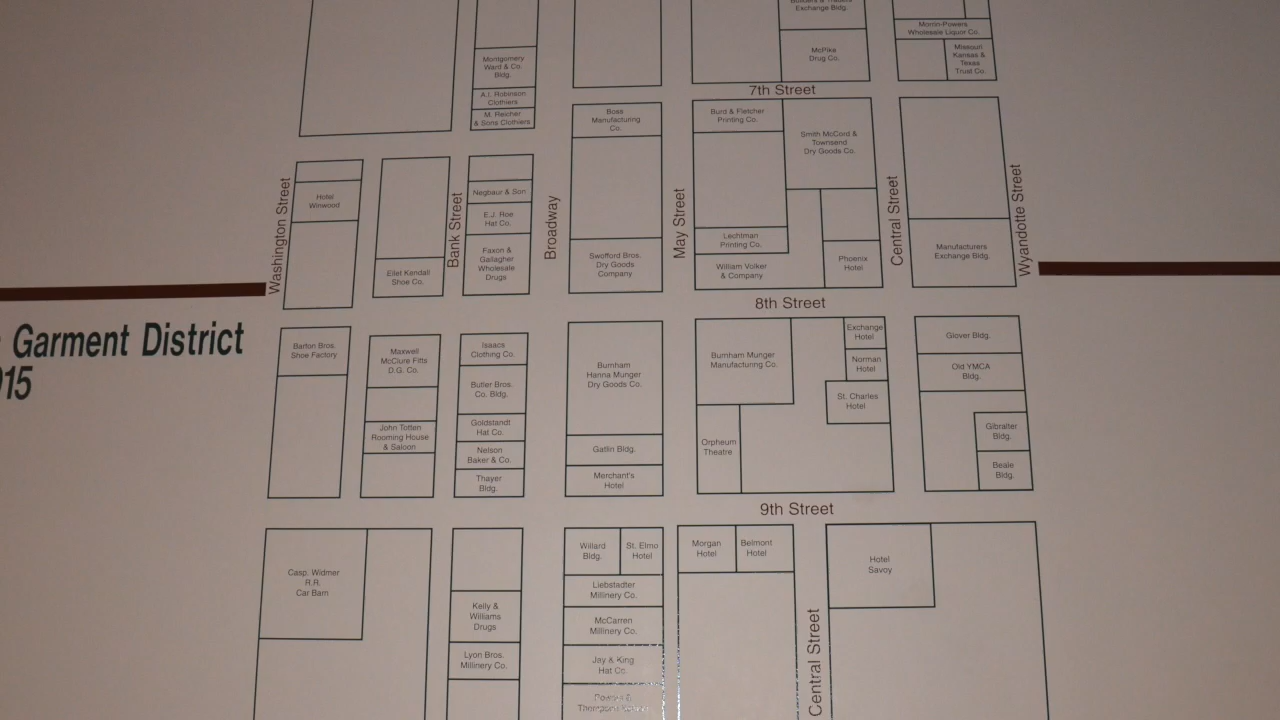 Exchange Bldg.
Morrin-Powers
Wholesale Liquor Co.
Montgomery
Ward & Co.
Bldg.
McPike
Drug Co.
Missouri
Kansas &
Texas
Trust Co.
A.I. Robinson
Clothiers
M. Reicher
& Sons Clothiers
7th Street
Boss
Manufacturing
Co.
Burd & Fletcher
Printing Co.
Smith McCord &
Townsend
Dry Goods Co.
Washington Street
Hotel
Winwood
Bank Street
Negbaur & Son
E.J. Roe
Hat Co.
Broadway
May Street
Central Street
Wyandotte Street
Eilet Kendall
Shoe Co.
Faxon &
Gallagher
Wholesale
Drugs
Swofford Bros.
Dry Goods
Company
Lechtman
Printing Co.
William Volker
& Company
Phoenix
Hotel
Manufacturers
Exchange Bldg.
8th Street
Garment District
15
Barton Bros.
Shoe Factory
Maxwell
McClure Fitts
D.G. Co.
Isaacs
Clothing Co.
Butler Bros.
Co. Bldg.
Burnham
Hanna Munger
Dry Goods Co.
Burnham Munger
Manufacturing Co.
Exchange
Hotel
Norman
Hotel
St. Charles
Hotel
Glover Bldg.
Old YMCA
Bldg.
John Totten
Rooming House
& Saloon
Goldstandt
Hat Co.
Nelson
Baker & Co.
Thayer
Bldg.
Gatlin Bldg.
Merchant's
Hotel
Orpheum
Theatre
Gibralter
Bldg.
Beale
Bldg.
9th Street
Casp. Widmer
R.R.
Car Barn
Willard
Bldg.
St. Elmo
Hotel
Morgan
Hotel
Belmont
Hotel
Hotel
Savoy
Kelly &
Williams
Drugs
Lyon Bros.
Millinery Co.
Liebstadter
Millinery Co.
McCarren
Millinery Co.
Jay & King
Hat Co.
Central Street